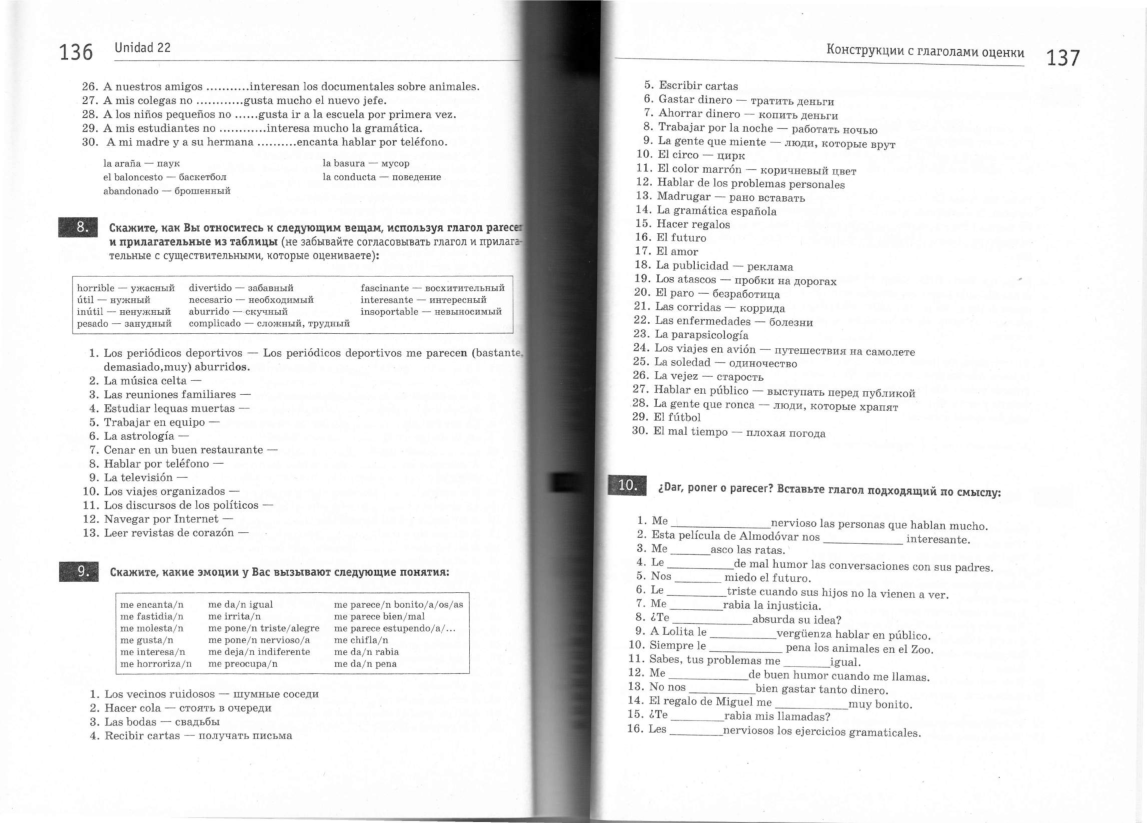 136 Unidad 22
26. A nuestros amigos ...........interesan los documentales sobre animales.
27. A mis colegas no ............gusta mucho el nuevo jefe.
28. A los niños pequeños no ......gusta ir a la escuela por primera vez.
29. A mis estudiantes no ............interesa mucho la gramática.
30. A mi madre y a su hermana ..........encanta hablar por teléfono.
la araña — паук
el baloncesto — баскетбол
abandonado — брошенный
la basura — мусор
la conducta — поведение
8. Скажите, как Вы относитесь к следующим вещам, используя глагол parecer
и прилагательные из таблицы (не забывайте согласовывать глагол и прилага-
тельные с существительными, которые оцениваете):
horrible — ужасный divertido — забавный fascinante — восхитительный
útil — нужный necesario — необходимый interesante — интересный
inútil — ненужный aburrido — скучный insoportable — невыносимый
pesado — занудный complicado — сложный, трудный
1. Los periódicos deportivos — Los periódicos deportivos me parecen (bastante,
demasiado,muy) aburridos.
2. La música celta —
3. Las reuniones familiares —
4. Estudiar lequas muertas —
5. Trabajar en equipo —
6. La astrología —
7. Cenar en un buen restaurante —
8. Hablar por teléfono —
9. La televisión —
10. Los viajes organizados —
11. Los discursos de los políticos —
12. Navegar por Internet —
13. Leer revistas de corazón —
9. Скажите, какие эмоции у Вас вызывают следующие понятия:
me encanta/n me da/n igual me parece/n bonito/a/os/as
me fastidia/n me irrita/n me parece bien/mal
me molesta/n me pone/n triste/alegre me parece estupendo/a/...
me gusta/n me pone/n nervioso/a me chifla/n
me interesa/n me deja/n indiferente me da/n rabia
me horroriza/n me preocupa/n me da/n pena
1. Los vecinos ruidosos — шумные соседи
2. Hacer cola — стоять в очереди
3. Las bodas — свадьбы
4. Recibir cartas — получать письма
Конструкции с глаголами оценки 137
5. Escribir cartas
6. Gastar dinero — тратить деньги
7. Ahorrar dinero — копить деньги
8. Trabajar por la noche — работать ночью
9. La gente que miente — люди, которые врут
10. El circo — цирк
11. El color marrón — коричневый цвет
12. Hablar de los problemas personales
13. Madrugar — рано вставать
14. La gramática española
15. Hacer regalos
16. El futuro
17. El amor
18. La publicidad — реклама
19. Los atascos — пробки на дорогах
20. El paro — безработица
21. Las corridas — коррида
22. Las enfermedades — болезни
23. La parapsicología
24. Los viajes en avión — путешествия на самолете
25. La soledad — одиночество
26. La vejez — старость
27. Hablar en público — выступать перед публикой
28. La gente que ronca — люди, которые храпят
29. El fútbol
30. El mal tiempo — плохая погода
10. ¿Dar, poner o parecer? Вставьте глагол подходящий по смыслу:
1. Me ______________nervioso las personas que hablan mucho.
2. Esta película de Almodóvar nos ___________ interesante.
3. Me ______asco las ratas.
4. Le __________de mal humor las conversaciones con sus padres.
5. Nos _______ miedo el futuro.
6. Le _________triste cuando sus hijos no la vienen a ver.
7. Me ________rabia la injusticia.
8. ¿Te ____________absurda su idea?
9. A Lolita le __________vergüenza hablar en público.
10. Siempre le ___________ pena los animales en el Zoo.
11. Sabes, tus problemas me _______igual.
12. Me ____________de buen humor cuando me llamas.
13. No nos __________bien gastar tanto dinero.
14. El regalo de Miguel me ___________muy bonito.
15. ¿Te ________rabia mis llamadas?
16. Les ________nerviosos los ejercicios gramaticales.